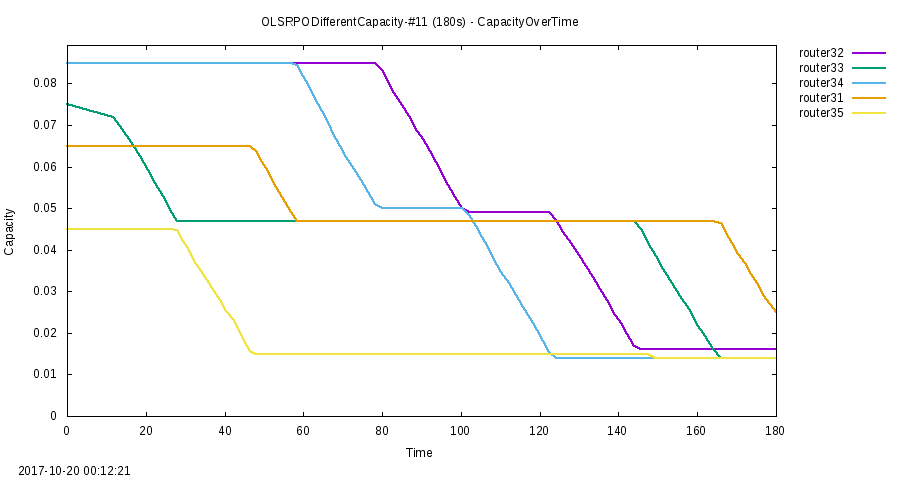 OLSRPODifferentCapacity-#11 (180s) - CapacityOverTime
router32
router33
router34
router31
router35
0.08
0.07
0.06
0.05
0.04
0.03
0.02
0.01
0
Capacity
0 20 40 60 80 100 120 140 160 180
Time
2017-10-20 00:12:21